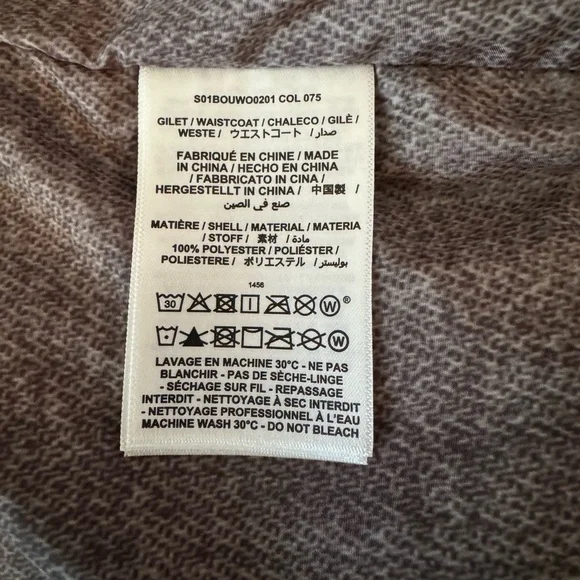 S01BOUWO0201 COL 075
GILET / WAISTCOAT / CHALECO / GILÈ /
WESTE / ウエストコート / صدار/
FABRIQUÉ EN CHINE / MADE
IN CHINA / HECHO EN CHINA
/ FABBRICATO IN CINA /
HERGESTELLT IN CHINA / 中国製 /
صنع في الصين
MATIÈRE / SHELL / MATERIAL / MATERIA
/ STOFF / 素材 / مادة/
100% POLYESTER / POLIÉSTER /
POLIESTERE / ポリエステル / بوليستر/
1456
30 W ®
W
LAVAGE EN MACHINE 30°C - NE PAS
BLANCHIR - PAS DE SÈCHE-LINGE
- SÉCHAGE SUR FIL - REPASSAGE
INTERDIT - NETTOYAGE À SEC INTERDIT
- NETTOYAGE PROFESSIONNEL À L'EAU
MACHINE WASH 30°C - DO NOT BLEACH